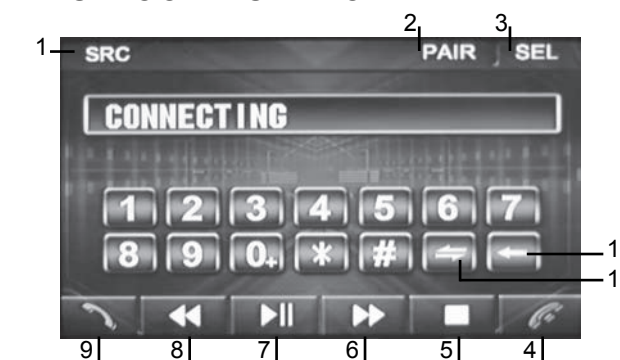 2 3
1 SRC PAIR SEL
CONNECTING
1 2 3 4 5 6 7
8 9 0+ * # 1
1
9 8 7 6 5 4